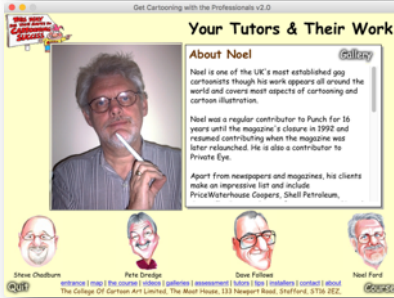 Get Cartooning with the Professionals v2.0
CARTOONING
SUCCESS
Your Tutors & Their Work
About Noel
Gallery
Noel is one of the UK's most established gag
cartoonists though his work appears all around the
world and covers most aspects of cartooning and
cartoon illustration.
Noel was a regular contributor to Punch for 16
years until the magazine's closure in 1992 and
resumed contributing when the magazine was
later relaunched. He is also a contributor to
Private Eye.
Apart from newspapers and magazines, his clients
make an impressive list and include
PriceWaterhouse Coopers, Shell Petroleum,
Steve Chadburn
Pete Dredge
Dave Follows
Noel Ford
Quit
entrance | map | the course | videos | galleries | assessment | tutors | tips | installers | contact | about
Course
The College Of Cartoon Art Limited, The Moat House, 133 Newport Road, Stafford, ST16 2EZ,